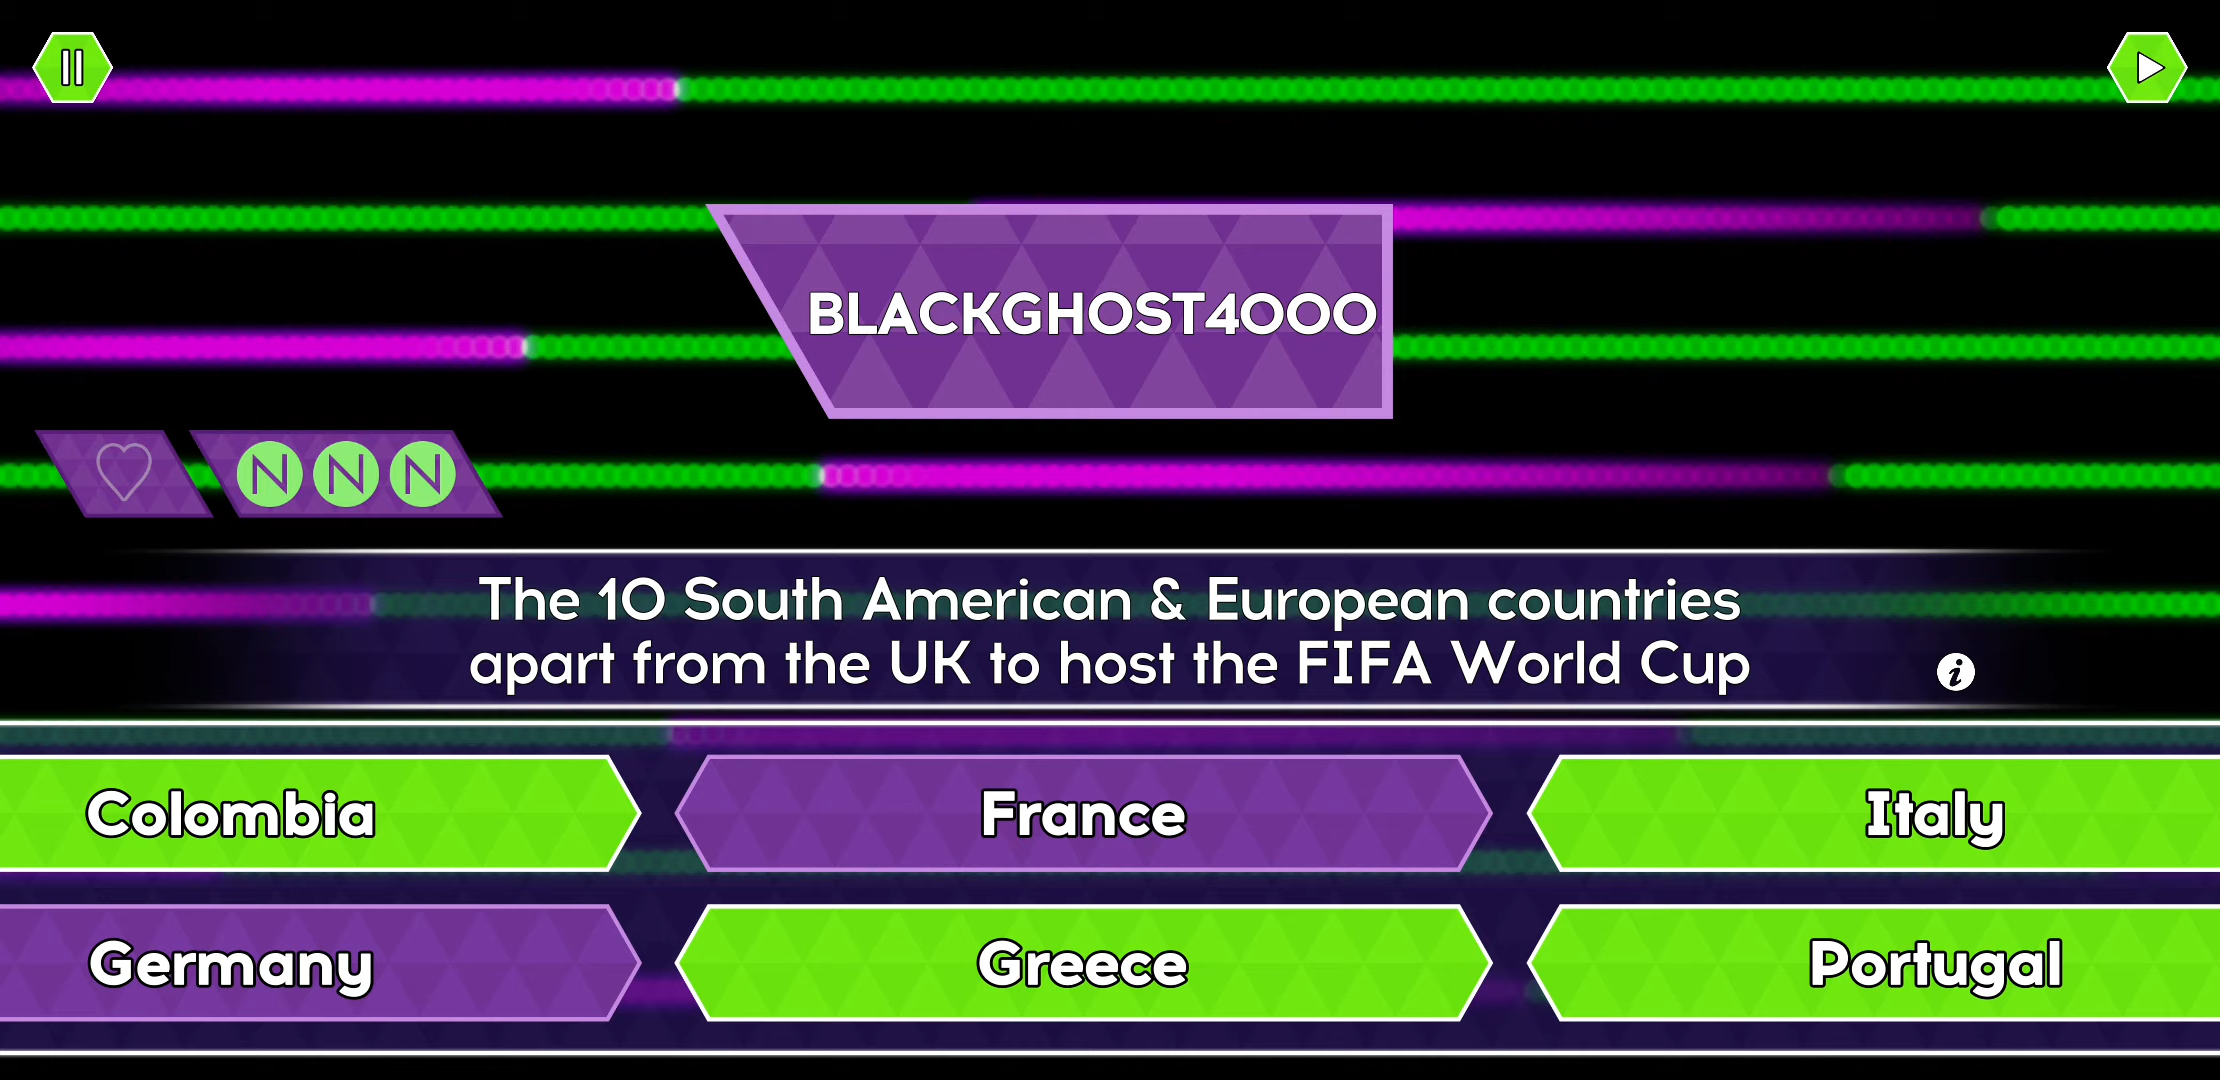 BLACKGHOST4000
N N N
The 10 South American & European countries
apart from the UK to host the FIFA World Cup
i
Colombia
France
Italy
Germany
Greece
Portugal